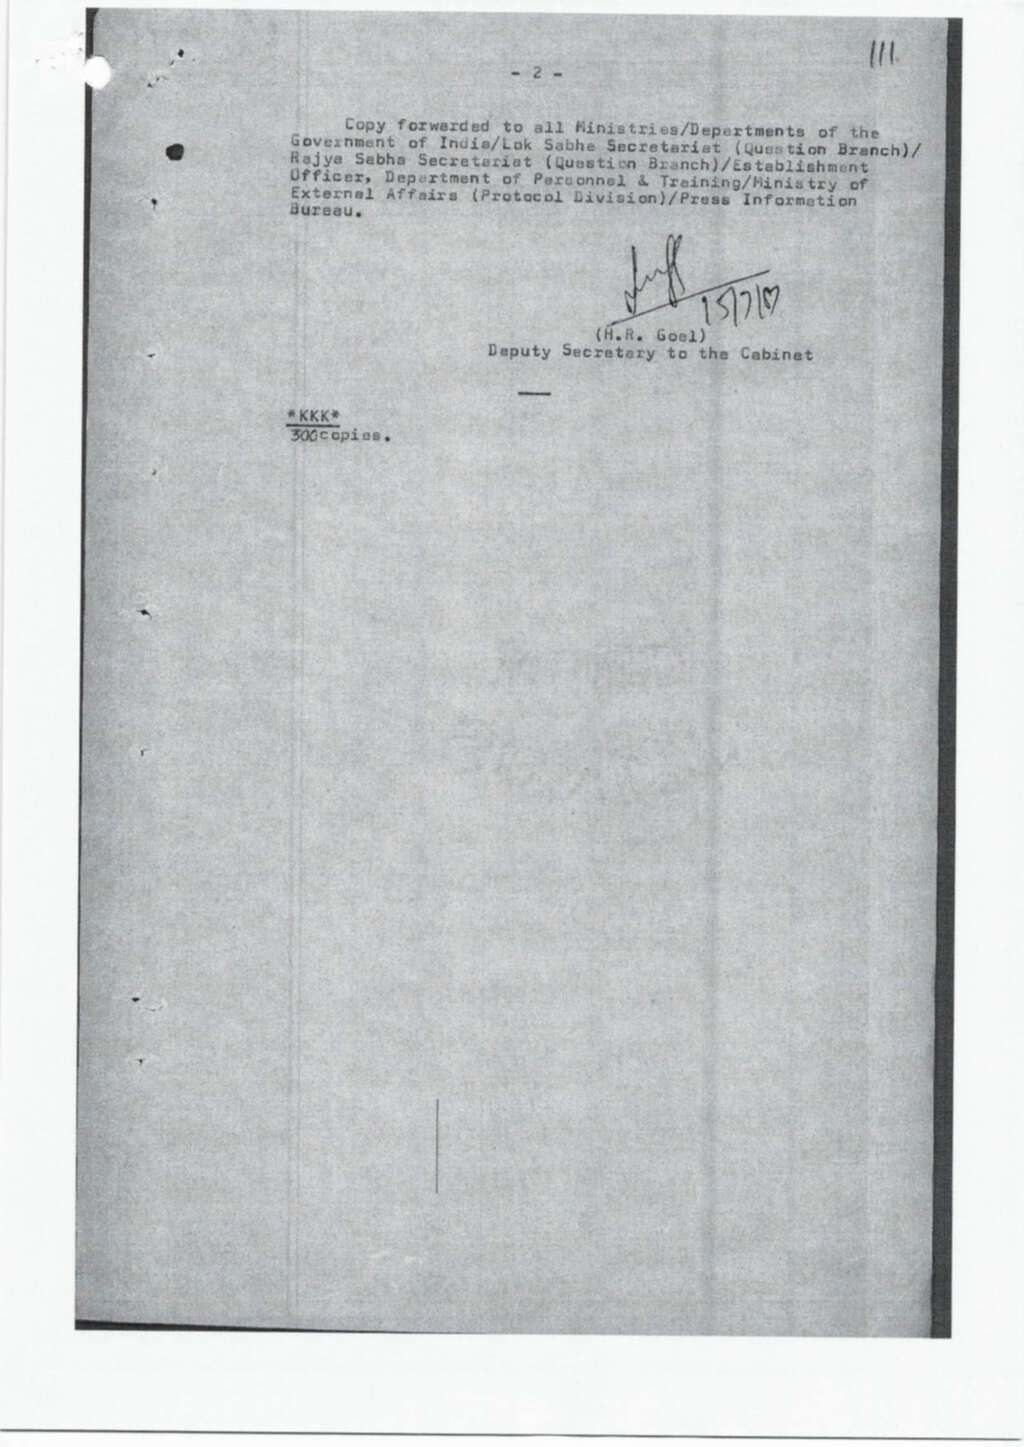 111.
- 2 -
Copy forwarded to all Ministries/Departments of the
Government of India/Lok Sabha Secretariat (Question Branch)/
Rajya Sabha Secretariat (Question Branch)/Establishment
Officer, Department of Personnel & Training/Ministry of
External Affairs (Protocol Division)/Press Information
Bureau.
15/7/
(H.R. Goel)
Deputy Secretary to the Cabinet
*KKK*
300copies.